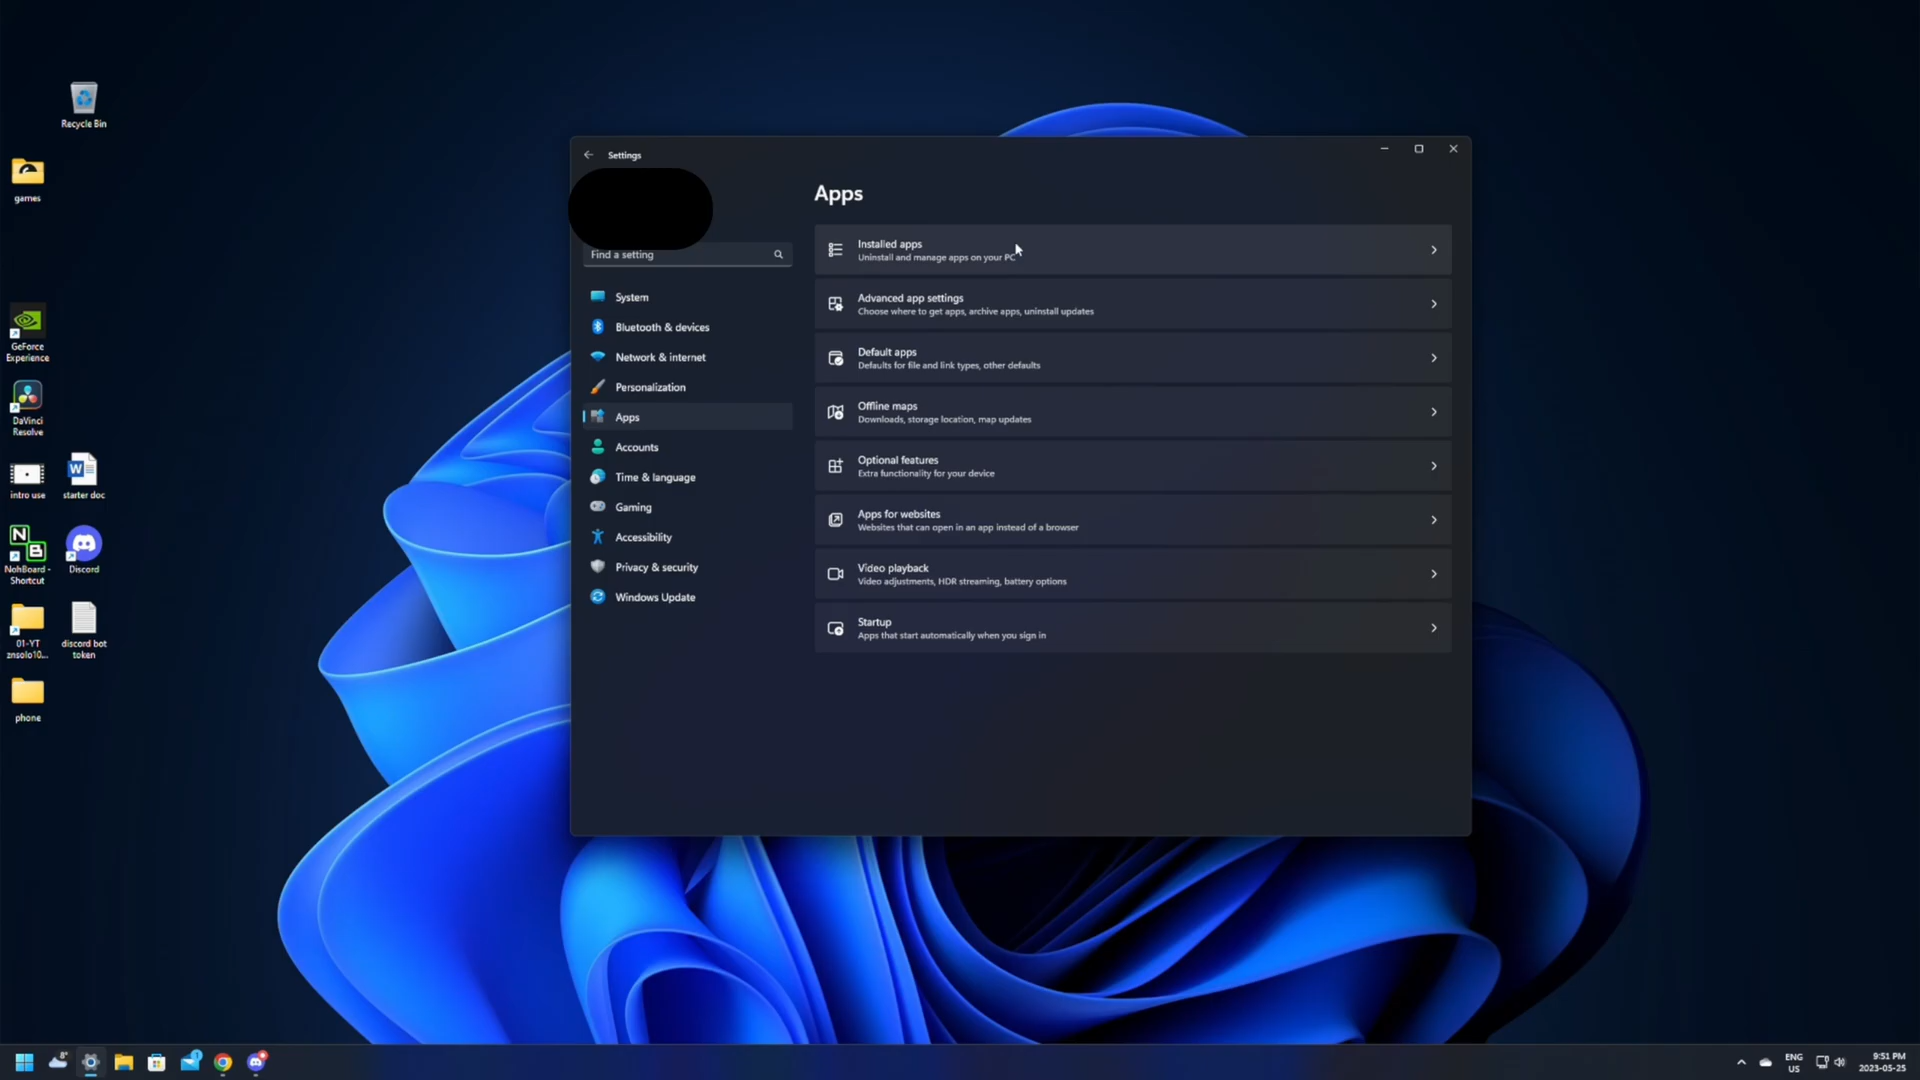 Recycle Bin
games
GeForce
Experience
DaVinci
Resolve
intro use
starter doc
NohBoard -
Shortcut
Discord
01-YT
znsolo10...
discord bot
token
phone
Settings
Find a setting
System
Bluetooth & devices
Network & internet
Personalization
Apps
Accounts
Time & language
Gaming
Accessibility
Privacy & security
Windows Update
Apps
Installed apps
Uninstall and manage apps on your PC
Advanced app settings
Choose where to get apps, archive apps, uninstall updates
Default apps
Defaults for file and link types, other defaults
Offline maps
Downloads, storage location, map updates
Optional features
Extra functionality for your device
Apps for websites
Websites that can open in an app instead of a browser
Video playback
Video adjustments, HDR streaming, battery options
Startup
Apps that start automatically when you sign in
8°
ENG
US
9:51 PM
2023-05-25